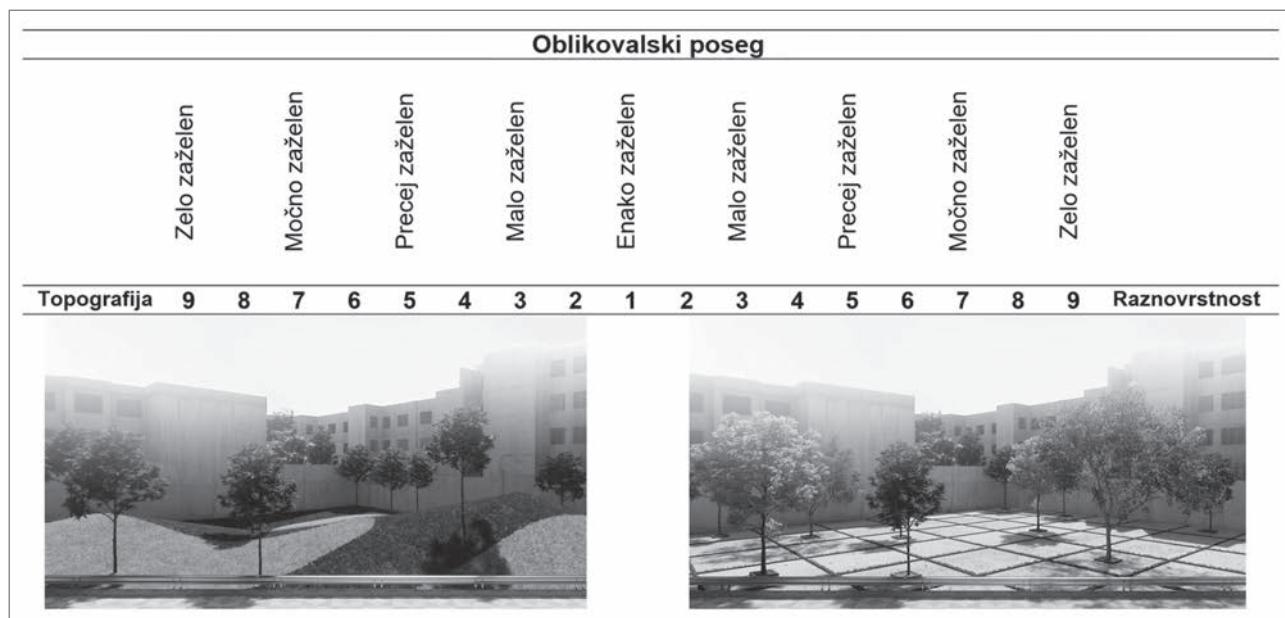 Oblikovalski poseg
Zelo zaželen
Močno zaželen
Precej zaželen
Malo zaželen
Enako zaželen
Malo zaželen
Precej zaželen
Močno zaželen
Zelo zaželen
Topografija 9 8 7 6 5 4 3 2 1 2 3 4 5 6 7 8 9 Raznovrstnost